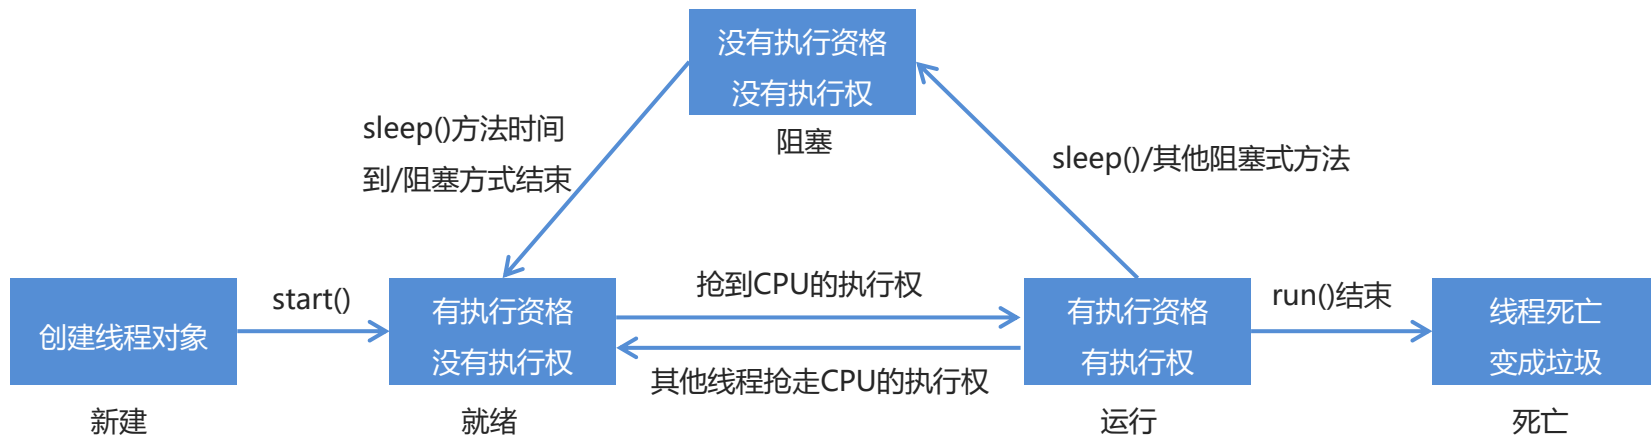 没有执行资格
没有执行权
阻塞
sleep()方法时间
到/阻塞方式结束
sleep()/其他阻塞式方法
创建线程对象
新建
start()
有执行资格
没有执行权
就绪
抢到CPU的执行权
其他线程抢走CPU的执行权
有执行资格
有执行权
运行
run()结束
线程死亡
变成垃圾
死亡